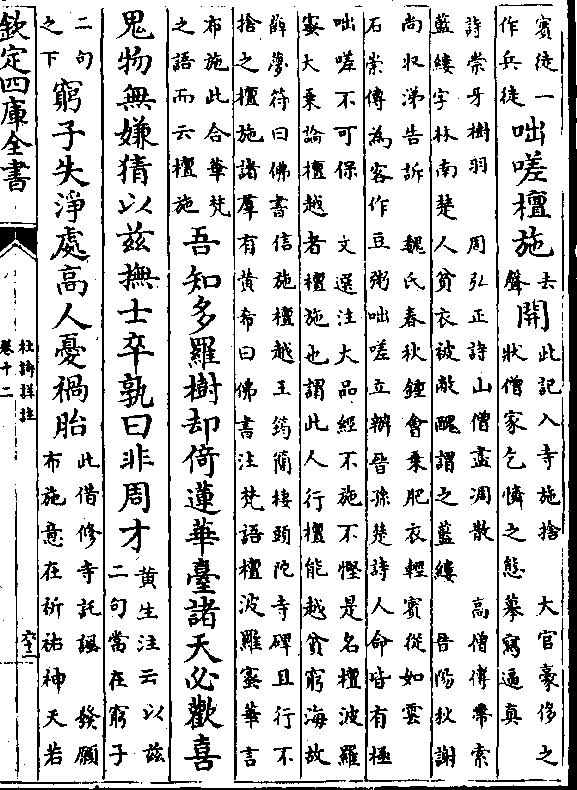 賓徒一
作兵徒
咄嗟檀施
去
聲
開
此記入寺施捨　大官豪侈之
狀僧家乞憐之態摹寫逼真
詩崇牙樹羽　周弘正詩山僧盡凋散　高僧傳帶索
藍縷字林南楚人貧衣被敝醜謂之藍縷　晉陽秋謝
尚収涕告訴　魏氏春秋鍾會乗肥衣輕賓從如雲
石崇傳為客作豆粥咄嗟立辦晉孫楚詩人命皆有極
咄嗟不可保　文選注大品經不施不慳是名檀波羅
蜜大乗論檀越者檀施也謂此人行檀能越貧窮海故
薛夢符曰佛書信施檀越王筠簡棲頭陀寺碑且行不
捨之檀施諸羣有黄希曰佛書注梵語檀波羅蜜華言
布施此合華梵
之語而云檀施
吾知多羅樹却倚蓮華臺諸天必歡喜
鬼物無嫌猜以兹撫士卒孰曰非周才
黄生注云以兹
二句當在窮子
二句
之下
窮子失淨處高人憂禍胎
此借修寺託諷　發願
布施意在祈祐神天若
欽定四庫全書
杜詩詳註
卷十二